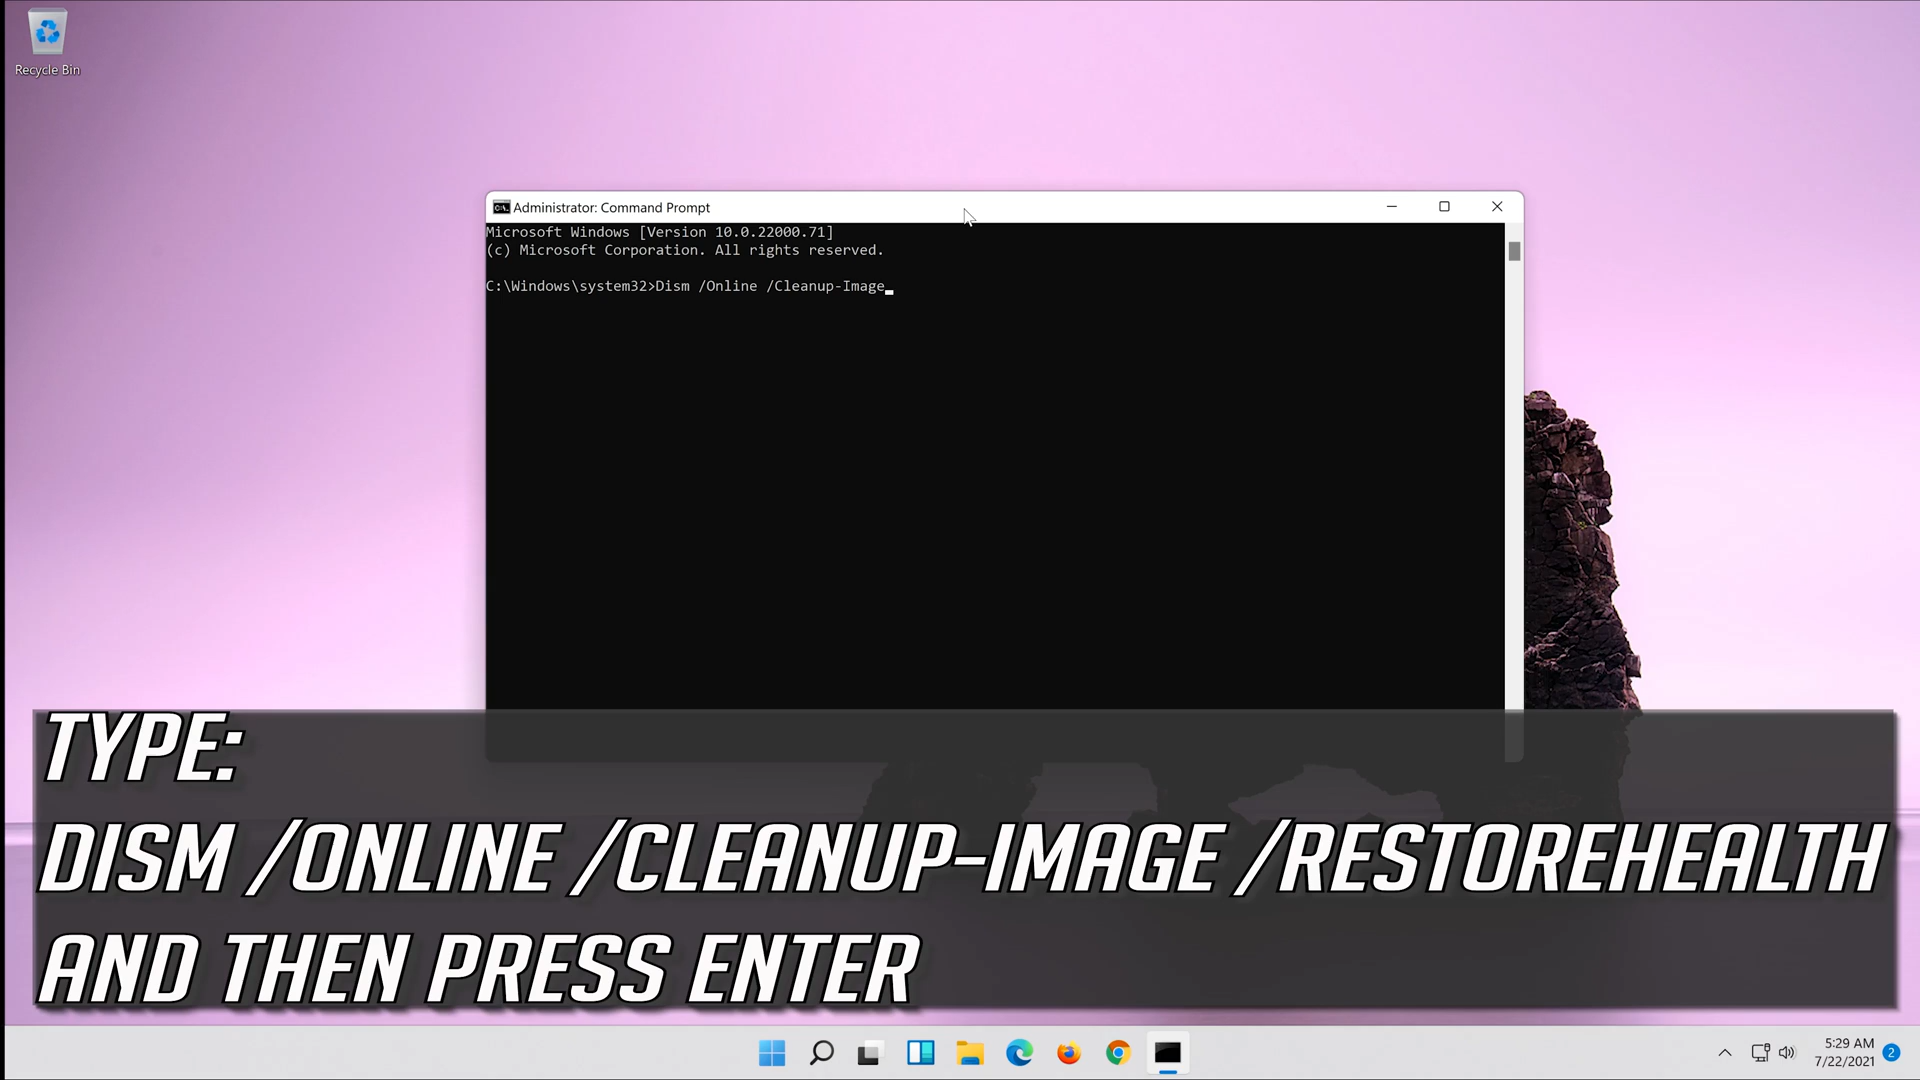 Recycle Bin
Administrator: Command Prompt
Microsoft Windows [Version 10.0.22000.71]
(c) Microsoft Corporation. All rights reserved.
C:\Windows\system32>Dism /Online /Cleanup-Image
TYPE:
DISM /ONLINE /CLEANUP-IMAGE /RESTOREHEALTH
AND THEN PRESS ENTER
5:29 AM
7/22/2021
2